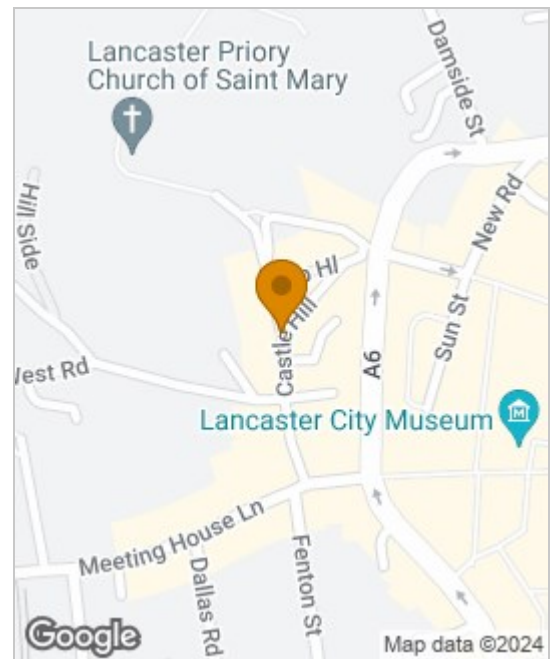 Lancaster Priory
Church of Saint Mary
Damside St
Hill Side
New Rd
Hl
Castle Hill
Sun St
A6
West Rd
Lancaster City Museum
M
Meeting House Ln
Fenton St
Dallas Rd
Google
Map data ©2024